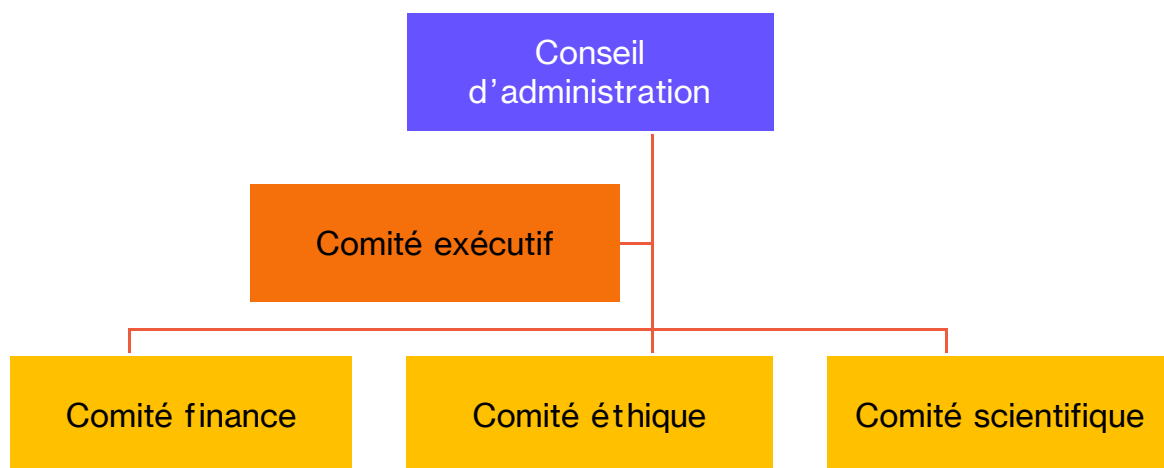 Conseil
d'administration
Comité exécutif
Comité finance
Comité éthique
Comité scientifique